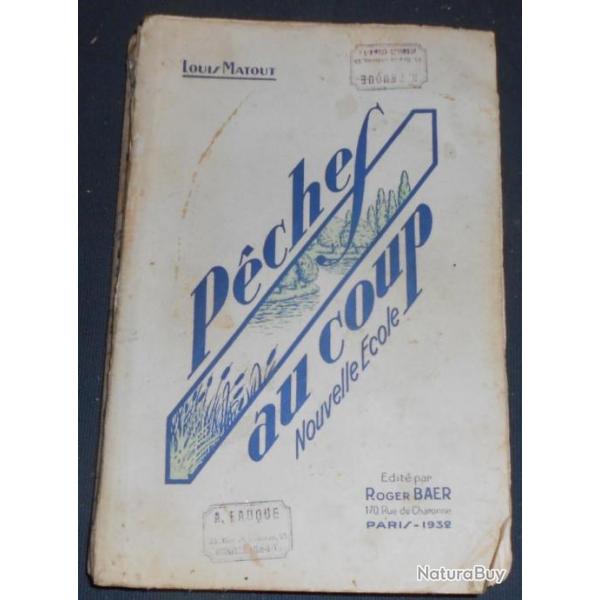 Louis Matout
Pêches
au coup
Nouvelle Ecole
Edité par
ROGER BAER
170 Rue de Charonne
PARIS - 1932
A. FAUQUE
NaturaBuy